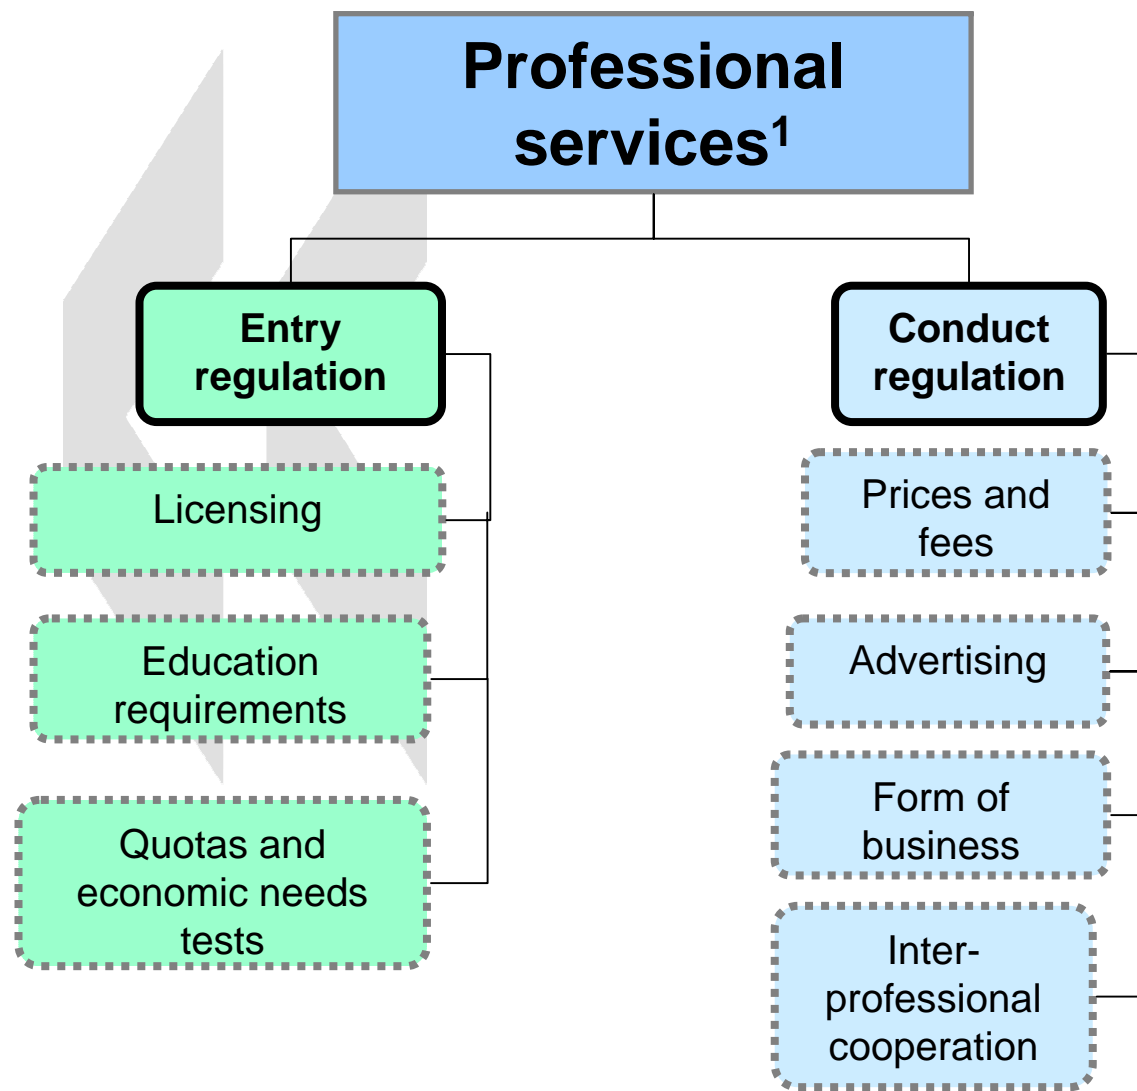 Professional
services¹
Entry
regulation
Licensing
Education
requirements
Quotas and
economic needs
tests
Conduct
regulation
Prices and
fees
Advertising
Form of
business
Inter-
professional
cooperation